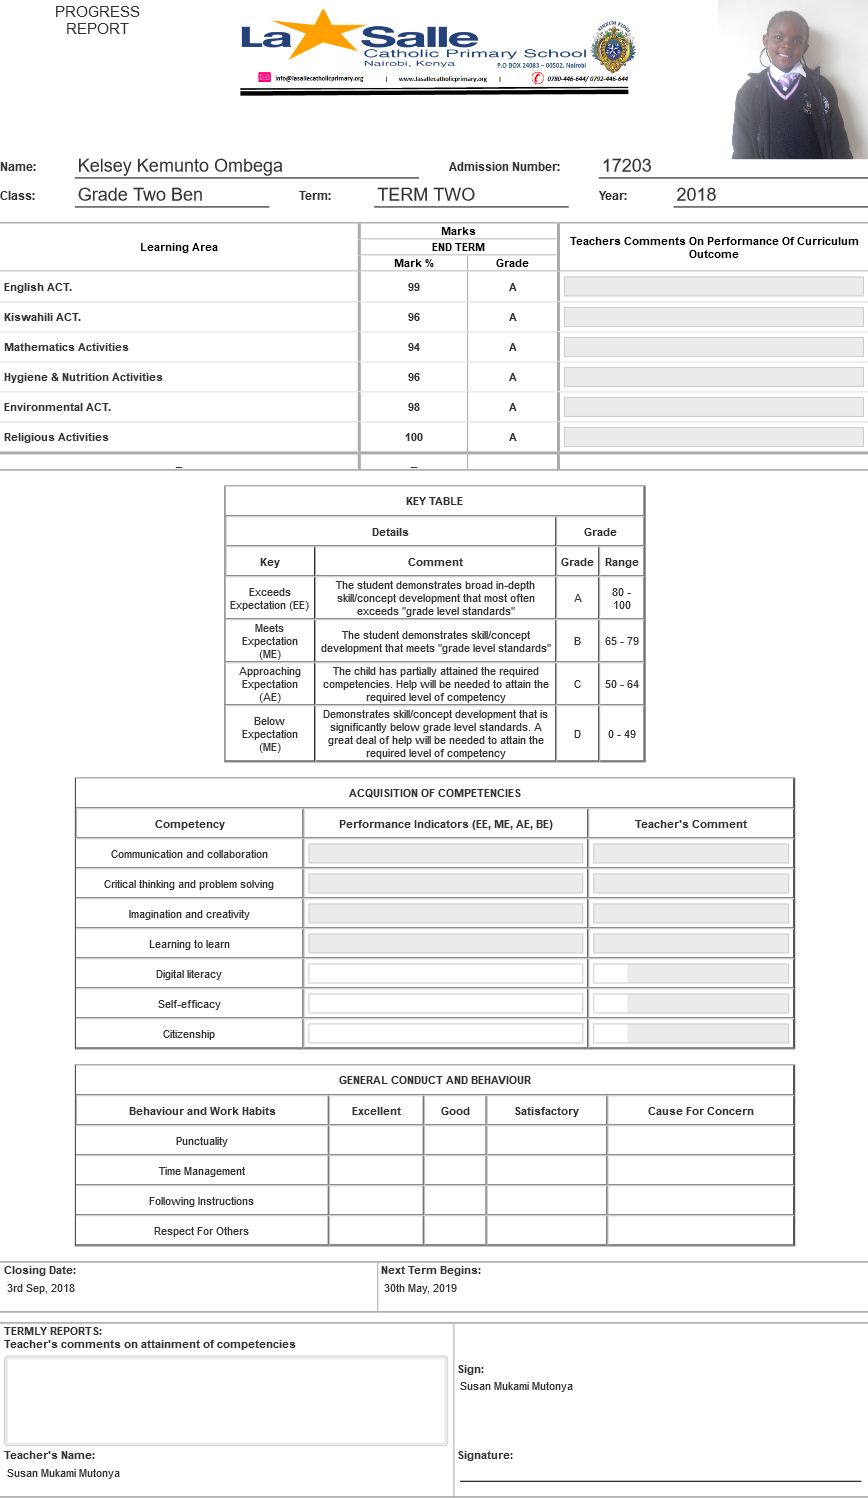 PROGRESS
REPORT
La Salle
Catholic Primary School
Nairobi, Kenya
P.O BOX 24083 – 00502, Nairobi
info@lasallecatholicprimary.org | www.lasallecatholicprimary.org | 0780-446-644/ 0792-446-644
Name: Kelsey Kemunto Ombega Admission Number: 17203
Class: Grade Two Ben Term: TERM TWO Year: 2018
Learning Area Marks Teachers Comments On Performance Of Curriculum Outcome
END TERM
Mark % Grade
English ACT. 99 A
Kiswahili ACT. 96 A
Mathematics Activities 94 A
Hygiene & Nutrition Activities 96 A
Environmental ACT. 98 A
Religious Activities 100 A
_ _
KEY TABLE
Details Grade
Key Comment Grade Range
Exceeds Expectation (EE) The student demonstrates broad in-depth skill/concept development that most often exceeds "grade level standards" A 80 - 100
Meets Expectation (ME) The student demonstrates skill/concept development that meets "grade level standards" B 65 - 79
Approaching Expectation (AE) The child has partially attained the required competencies. Help will be needed to attain the required level of competency C 50 - 64
Below Expectation (ME) Demonstrates skill/concept development that is significantly below grade level standards. A great deal of help will be needed to attain the required level of competency D 0 - 49
ACQUISITION OF COMPETENCIES
Competency Performance Indicators (EE, ME, AE, BE) Teacher's Comment
Communication and collaboration
Critical thinking and problem solving
Imagination and creativity
Learning to learn
Digital literacy
Self-efficacy
Citizenship
GENERAL CONDUCT AND BEHAVIOUR
Behaviour and Work Habits Excellent Good Satisfactory Cause For Concern
Punctuality
Time Management
Following Instructions
Respect For Others
Closing Date: Next Term Begins:
3rd Sep, 2018 30th May, 2019
TERMLY REPORTS:
Teacher's comments on attainment of competencies
Sign:
Susan Mukami Mutonya
Teacher's Name: Signature:
Susan Mukami Mutonya